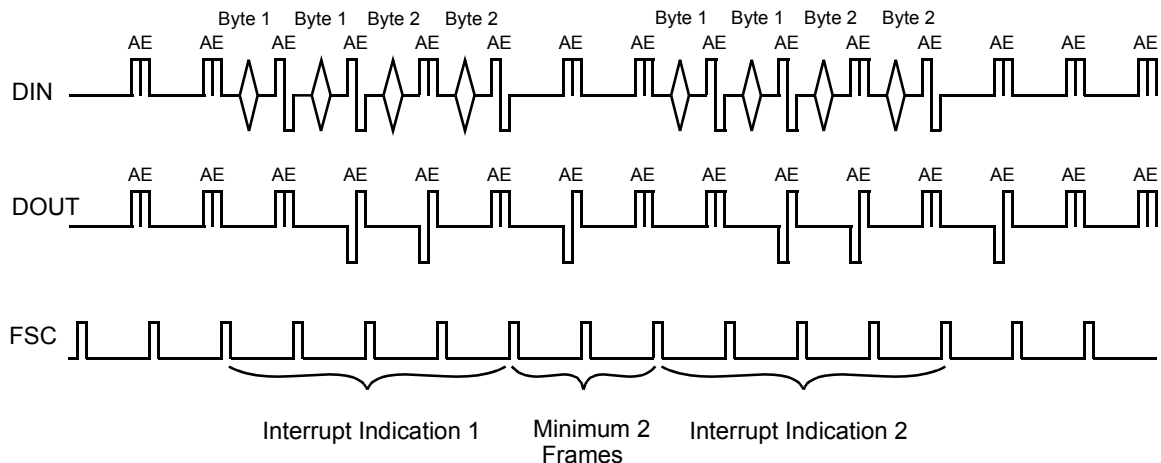 Byte 1 Byte 1 Byte 2 Byte 2 Byte 1 Byte 1 Byte 2 Byte 2
AE AE AE AE AE AE AE AE AE AE AE AE AE AE AE
DIN
AE AE AE AE AE AE AE AE AE AE AE AE AE AE AE
DOUT
FSC
Interrupt Indication 1 Minimum 2 Interrupt Indication 2
Frames